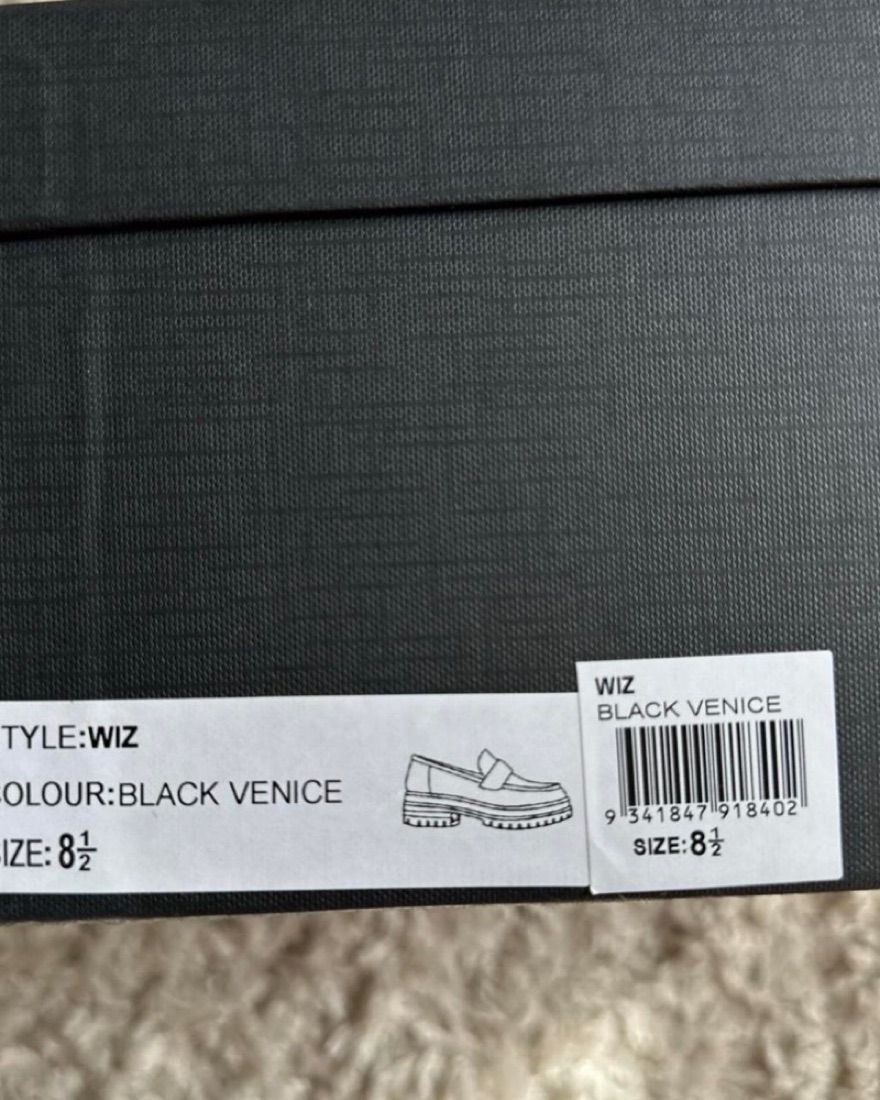 TYLE:WIZ
OLOUR:BLACK VENICE
IZE: 8½
WIZ
BLACK VENICE
9 341847 918402
SIZE: 8½